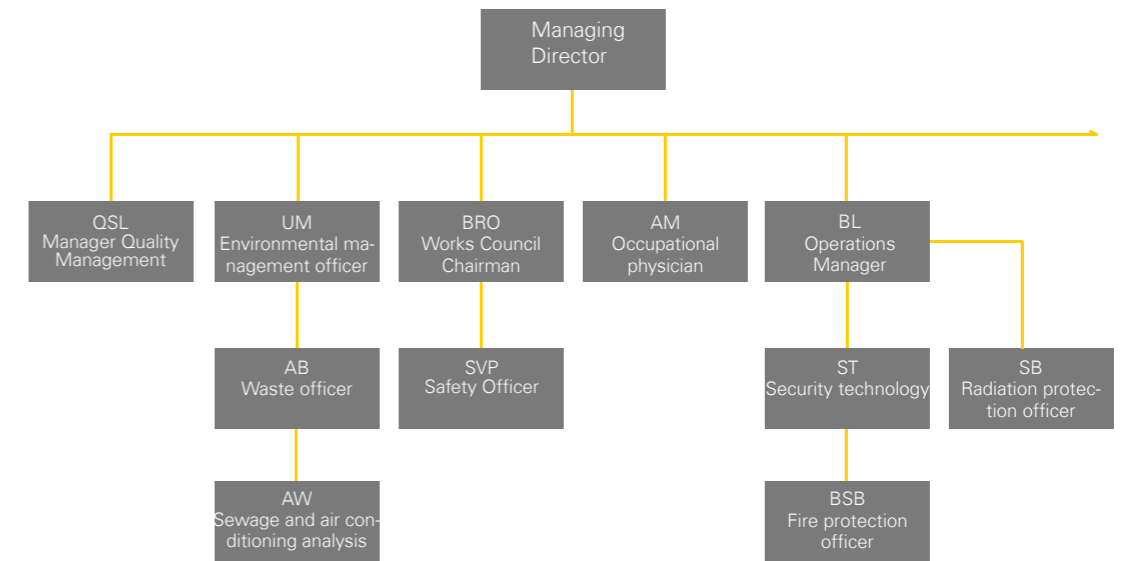 Managing
Director
QSL
Manager Quality
Management
UM
Environmental ma-
nagement officer
BRO
Works Council
Chairman
AM
Occupational
physician
BL
Operations
Manager
AB
Waste officer
SVP
Safety Officer
ST
Security technology
SB
Radiation protec-
tion officer
AW
Sewage and air con-
ditioning analysis
BSB
Fire protection
officer